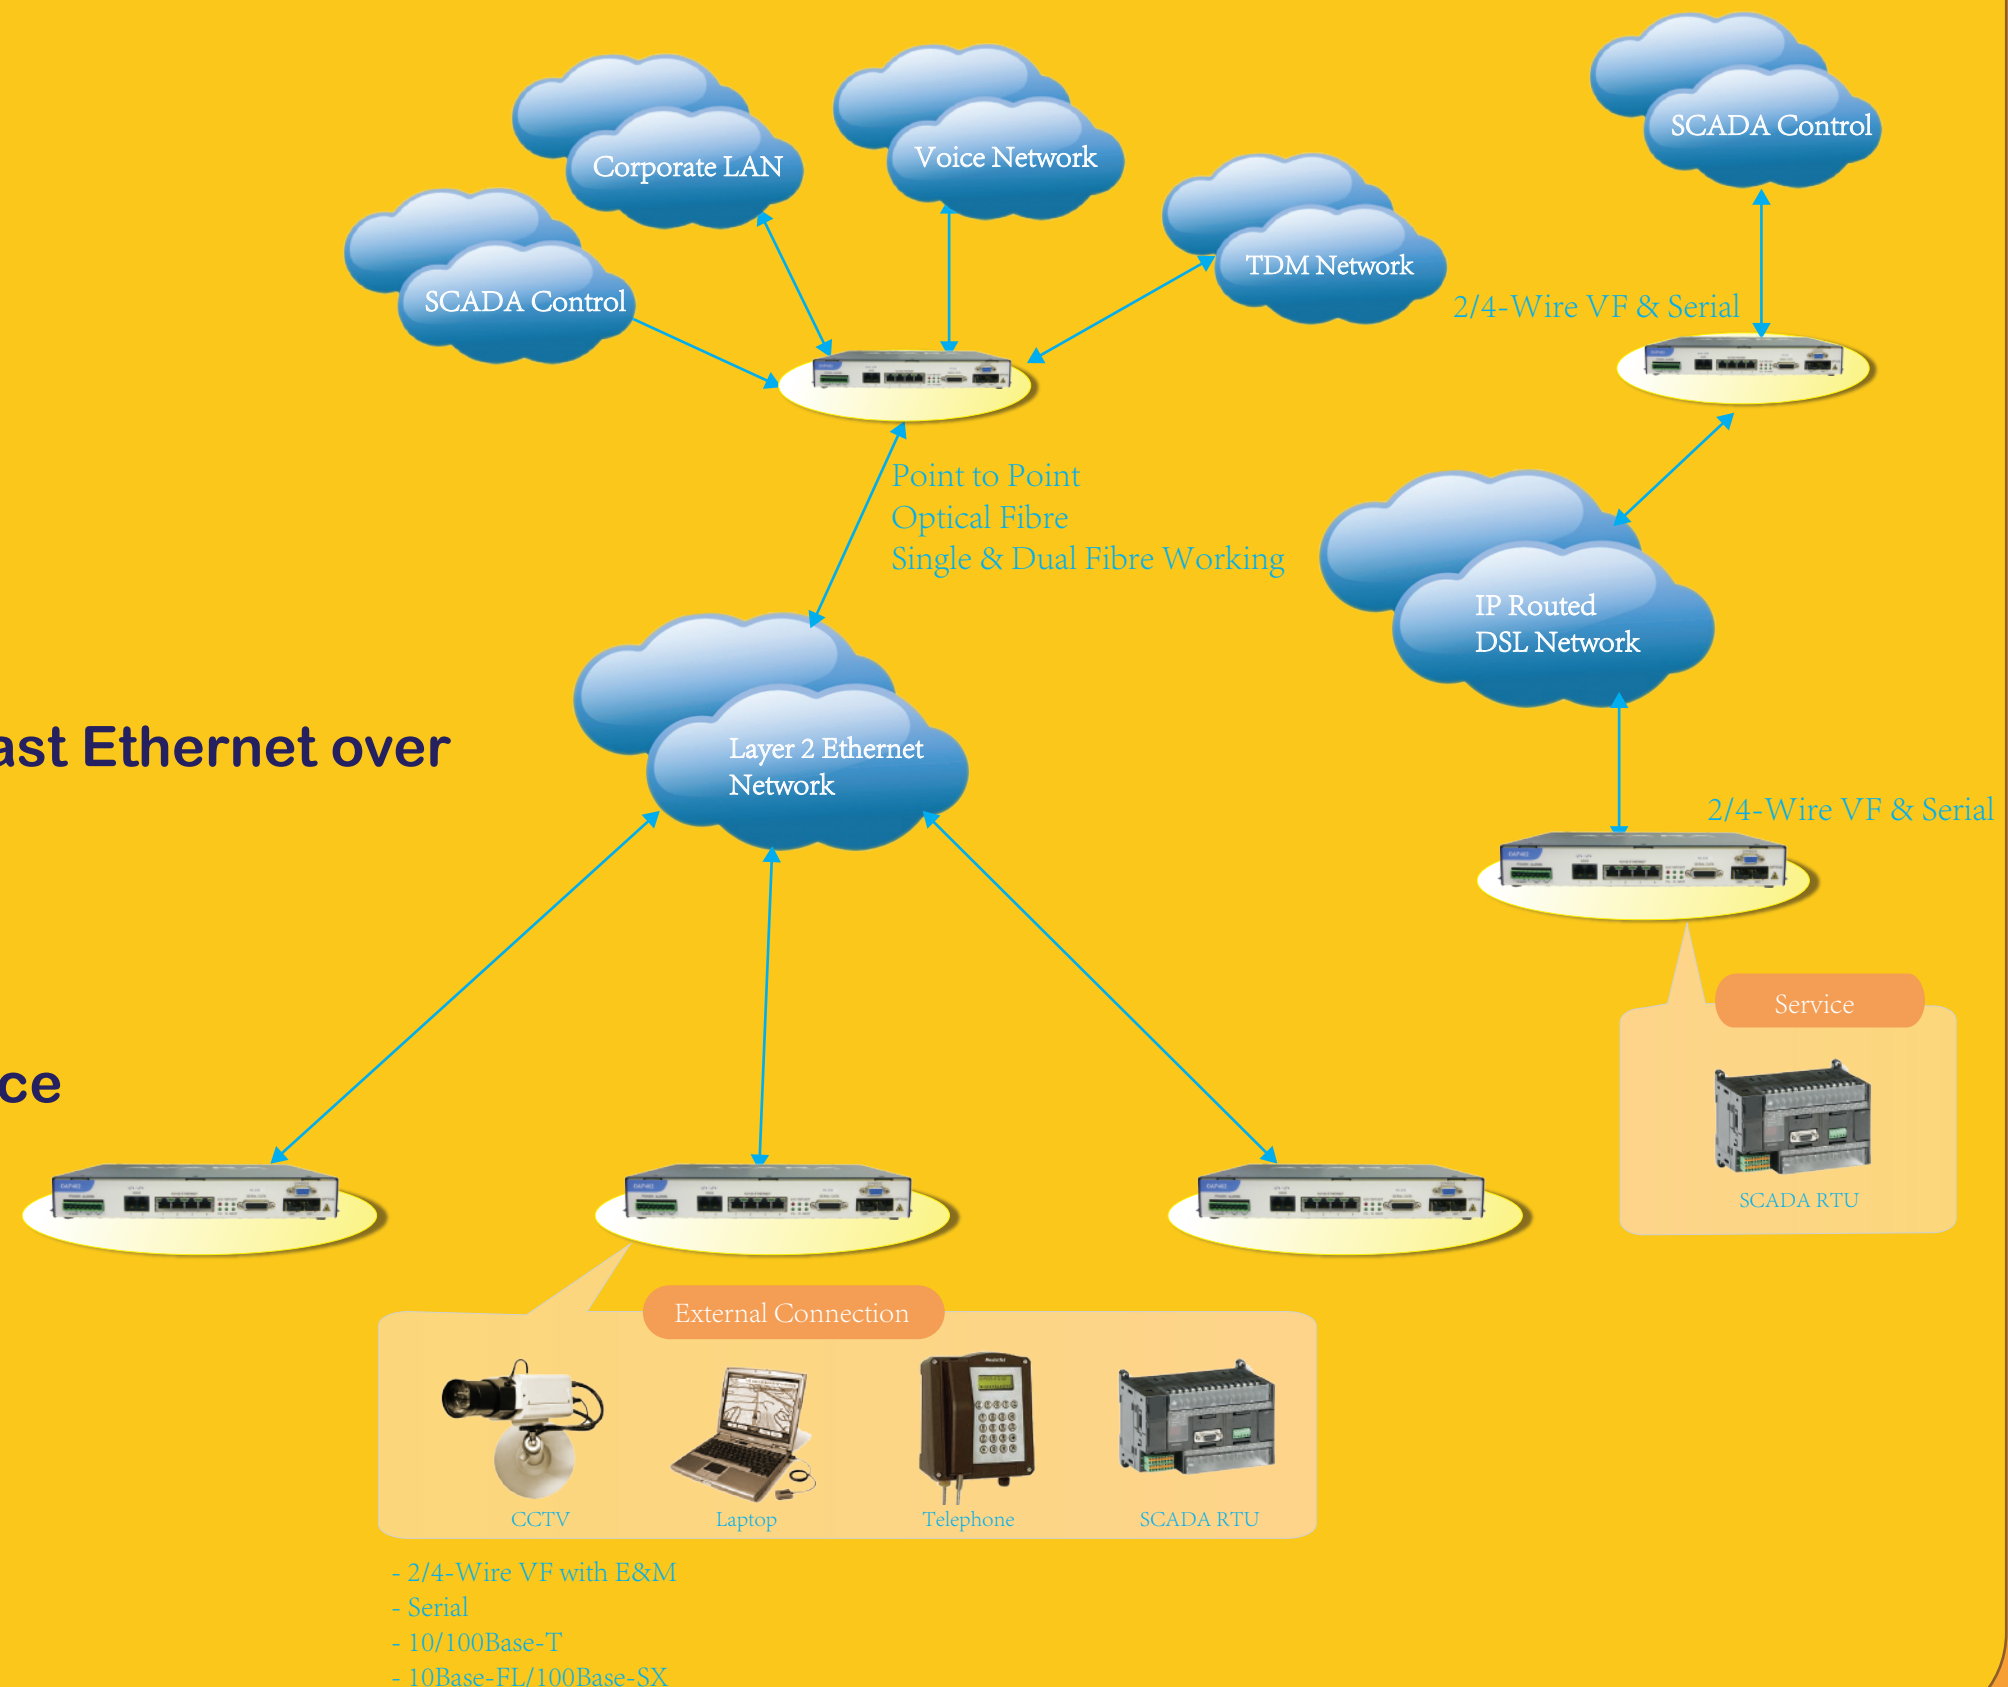 SCADA Control
Corporate LAN
Voice Network
TDM Network
SCADA Control
2/4-Wire VF & Serial
Point to Point
Optical Fibre
Single & Dual Fibre Working
IP Routed
DSL Network
ast Ethernet over
Layer 2 Ethernet
Network
2/4-Wire VF & Serial
ce
Service
SCADA RTU
External Connection
CCTV
Laptop
Telephone
SCADA RTU
- 2/4-Wire VF with E&M
- Serial
- 10/100Base-T
- 10Base-FL/100Base-SX